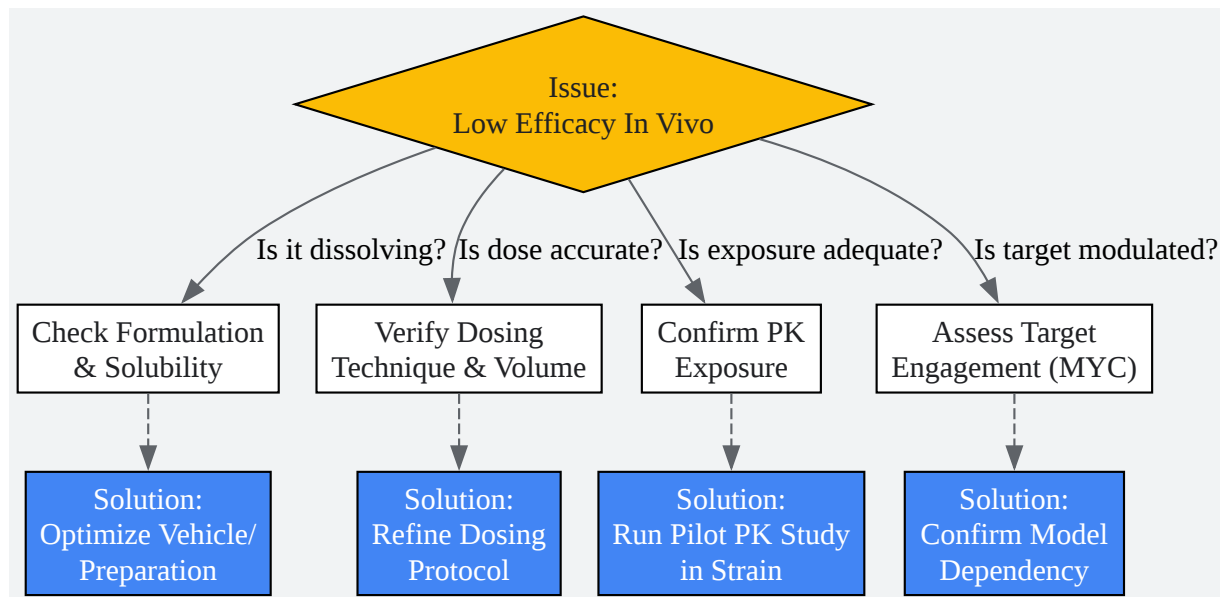 Issue:
Low Efficacy In Vivo
Is it dissolving?
Is dose accurate?
Is exposure adequate?
Is target modulated?
Check Formulation
& Solubility
Verify Dosing
Technique & Volume
Confirm PK
Exposure
Assess Target
Engagement (MYC)
Solution:
Optimize Vehicle/
Preparation
Solution:
Refine Dosing
Protocol
Solution:
Run Pilot PK Study
in Strain
Solution:
Confirm Model
Dependency